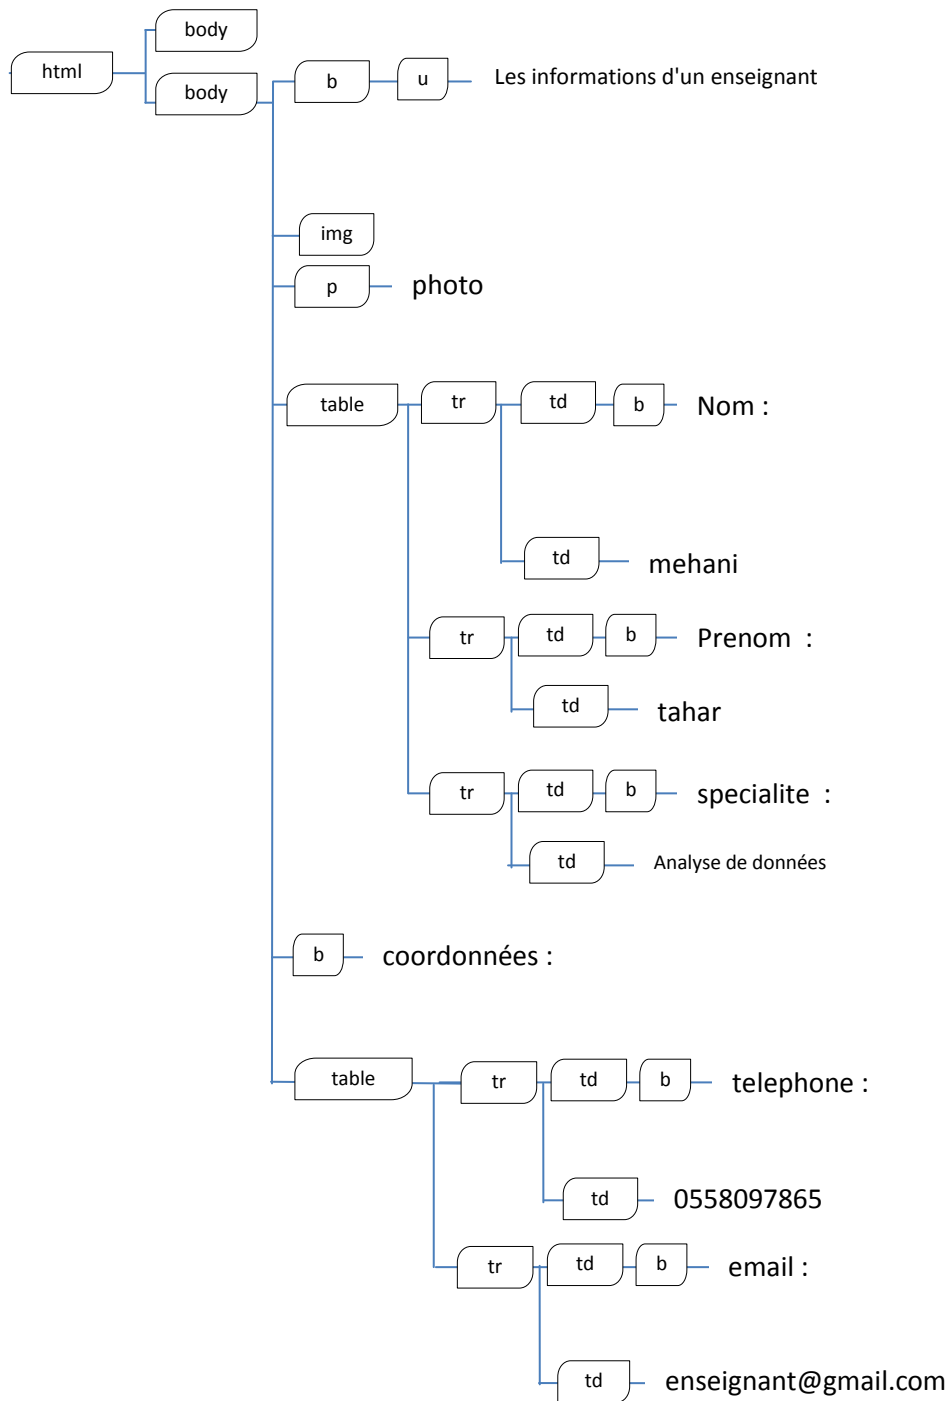 body
html
body
b u Les informations d'un enseignant
img
p photo
table tr td b Nom :
td mehani
tr td b Prenom :
td tahar
tr td b specialite :
td Analyse de données
b coordonnées :
table tr td b telephone :
td 0558097865
tr td b email :
td enseignant@gmail.com